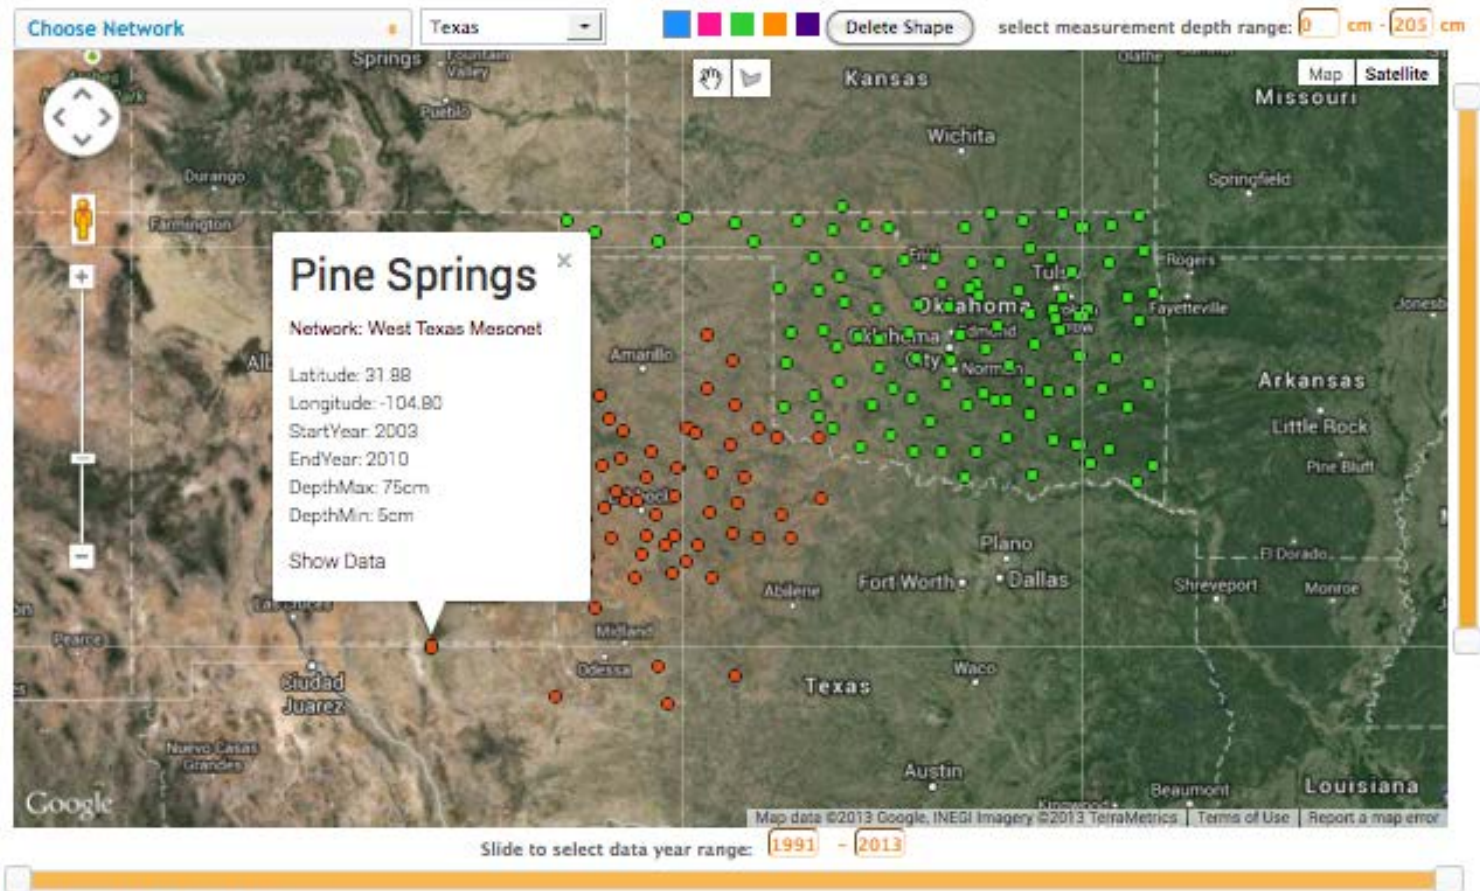 Choose Network
Texas
Delete Shape
select measurement depth range: 0 cm - 205 cm
Springs
Fountain
Valley
Kansas
Olathe
Map
Satellite
Missouri
Pueblo
Wichita
Durango
Springfield
Farmington
Rogers
Pine Springs
×
Network: West Texas Mesonet
Latitude: 31.88
Longitude: -104.80
StartYear: 2003
EndYear: 2010
DepthMax: 75cm
DepthMin: 5cm
Show Data
Oklahoma
Fayetteville
Oklahoma
City
Edmond
Norman
Amarillo
Arkansas
Little Rock
Pine Bluff
Plano
El Dorado
Abilene
Fort Worth
Dallas
Shreveport
Monroe
Las Cruces
Pearce
Midland
Odessa
Waco
Ciudad
Juarez
Texas
Nuevo Casas
Grandes
Austin
Beaumont
Louisiana
Kingwood
Google
Map data ©2013 Google, INEGI Imagery ©2013 TerraMetrics
Terms of Use
Report a map error
Slide to select data year range: 1991 - 2013